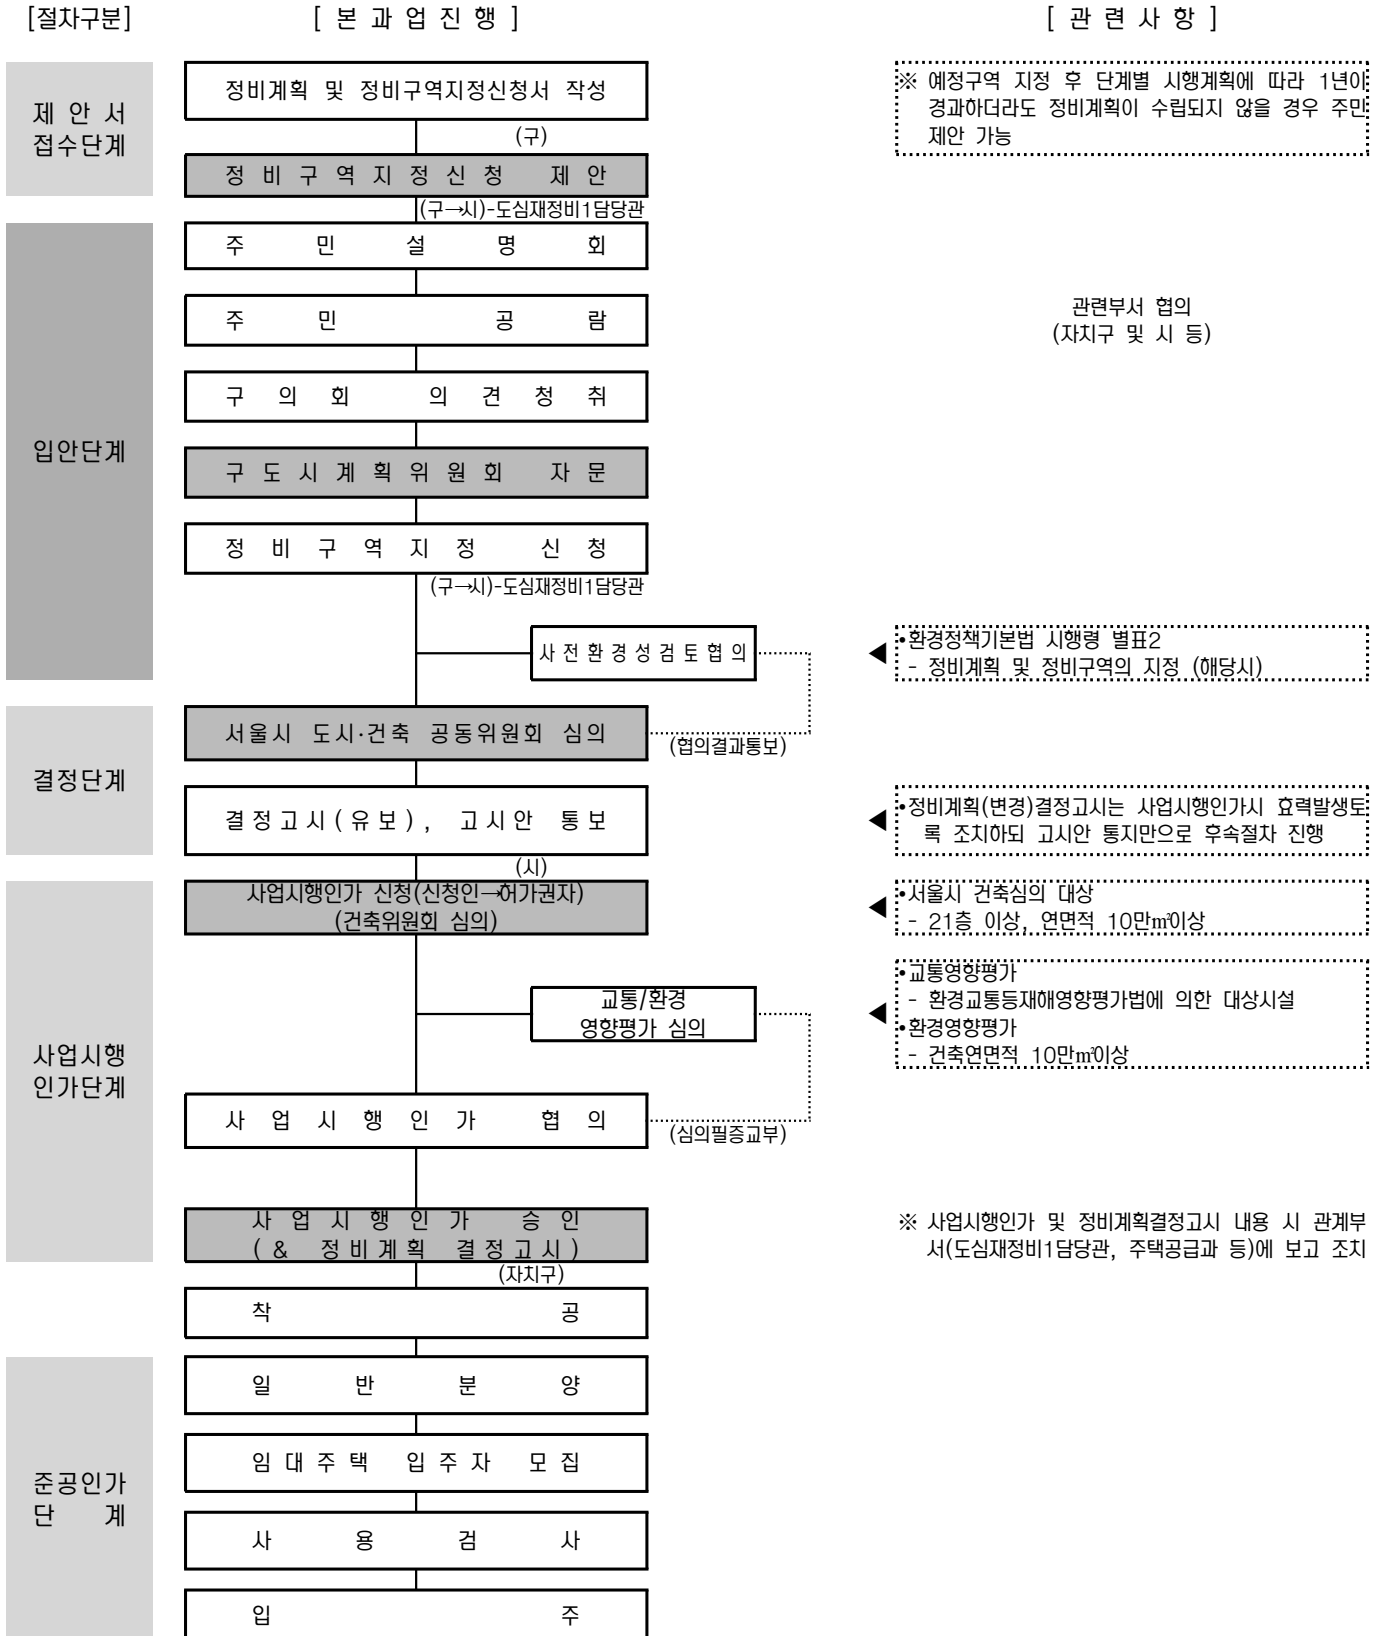 [절차구분]
[ 본 과 업 진 행 ]
[ 관 련 사 항 ]
제 안 서
접수단계
정비계획 및 정비구역지정신청서 작성
(구)
정 비 구 역 지 정 신 청 제 안
(구→시)-도심재정비1담당관
※ 예정구역 지정 후 단계별 시행계획에 따라 1년이
경과하더라도 정비계획이 수립되지 않을 경우 주민
제안 가능
입안단계
주 민 설 명 회
주 민 공 람
관련부서 협의
(자치구 및 시 등)
구 의 회 의 견 청 취
구 도 시 계 획 위 원 회 자 문
정 비 구 역 지 정 신 청
(구→시)-도심재정비1담당관
사 전 환 경 성 검 토 협 의
•환경정책기본법 시행령 별표2
- 정비계획 및 정비구역의 지정 (해당시)
결정단계
서울시 도시·건축 공동위원회 심의
(협의결과통보)
결정고시(유보), 고시안 통보
(시)
•정비계획(변경)결정고시는 사업시행인가시 효력발생토
록 조치하되 고시안 통지만으로 후속절차 진행
사업시행
인가단계
사업시행인가 신청(신청인→허가권자)
(건축위원회 심의)
•서울시 건축심의 대상
- 21층 이상, 연면적 10만㎡이상
교통/환경
영향평가 심의
•교통영향평가
- 환경교통등재해영향평가법에 의한 대상시설
•환경영향평가
- 건축연면적 10만㎡이상
사 업 시 행 인 가 협 의
(심의필증교부)
사 업 시 행 인 가 승 인
(& 정비계획 결정고시)
(자치구)
※ 사업시행인가 및 정비계획결정고시 내용 시 관계부
서(도심재정비1담당관, 주택공급과 등)에 보고 조치
착 공
준공인가
단 계
일 반 분 양
임대주택 입주자 모집
사 용 검 사
입 주